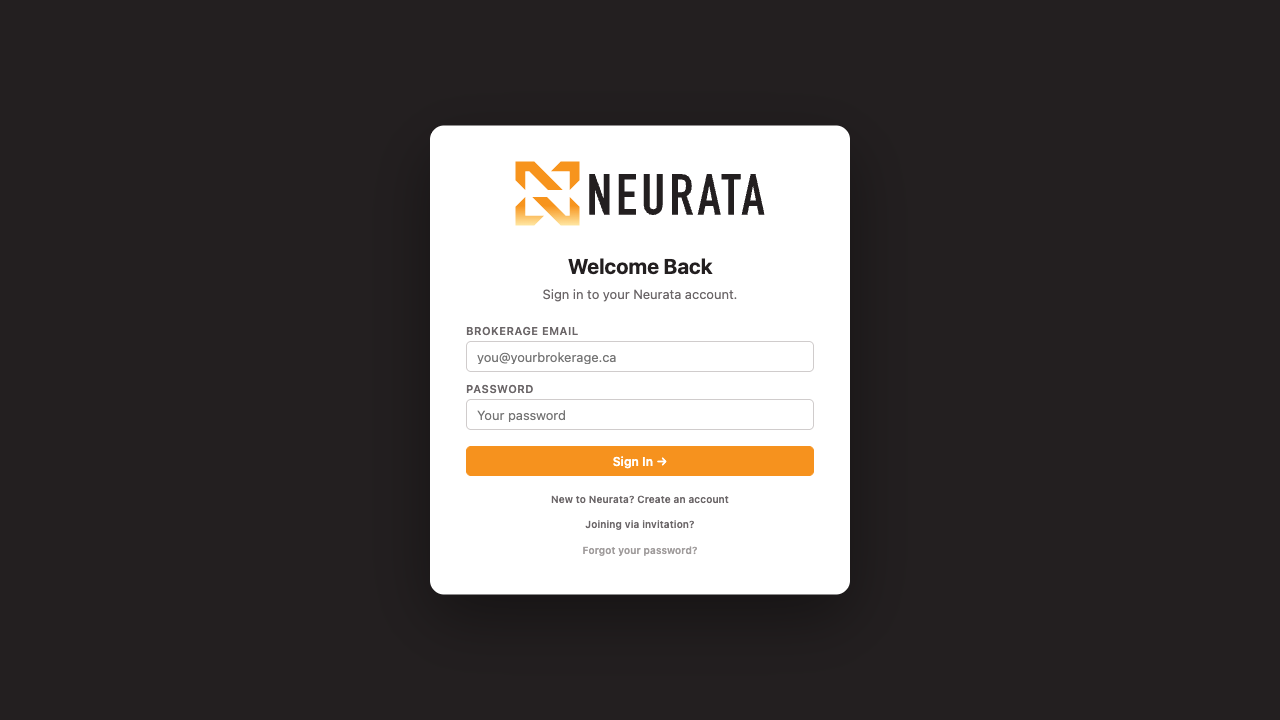 NEURATA
Welcome Back
Sign in to your Neurata account.
BROKERAGE EMAIL
you@yourbrokerage.ca
PASSWORD
Your password
Sign In →
New to Neurata? Create an account
Joining via invitation?
Forgot your password?